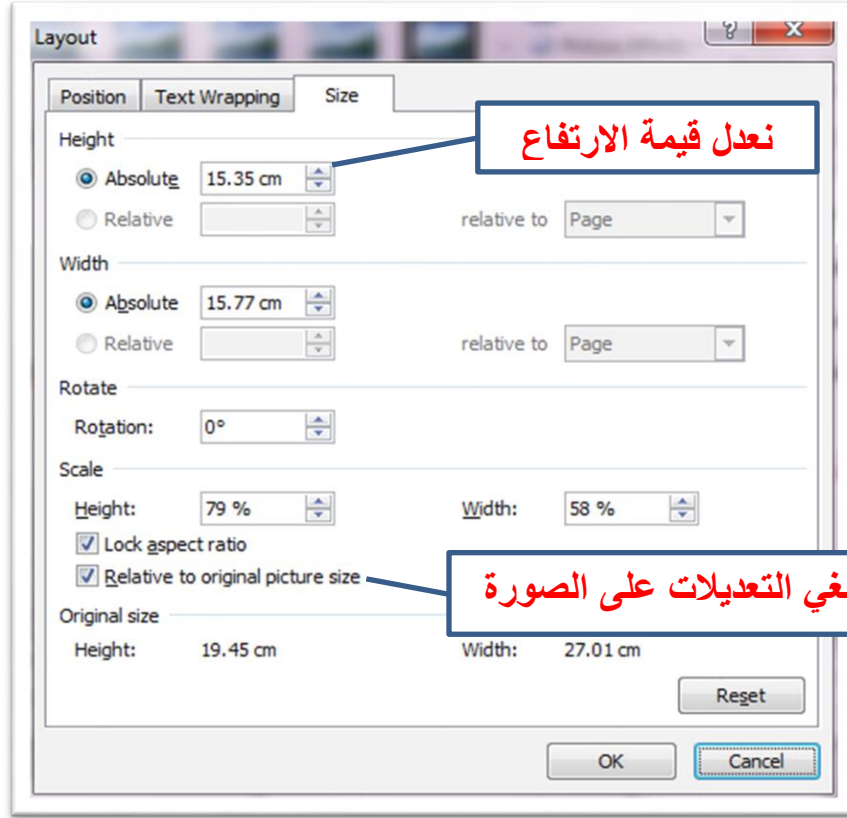 Layout
Position Text Wrapping Size
Height
نعدل قيمة الارتفاع
Absolute 15.35 cm
Relative relative to Page
Width
Absolute 15.77 cm
Relative relative to Page
Rotate
Rotation: 0°
Scale
Height: 79 % Width: 58 %
Lock aspect ratio
Relative to original picture size
التعديلات على الصورة
Original size
Height: 19.45 cm Width: 27.01 cm
Reset
OK Cancel